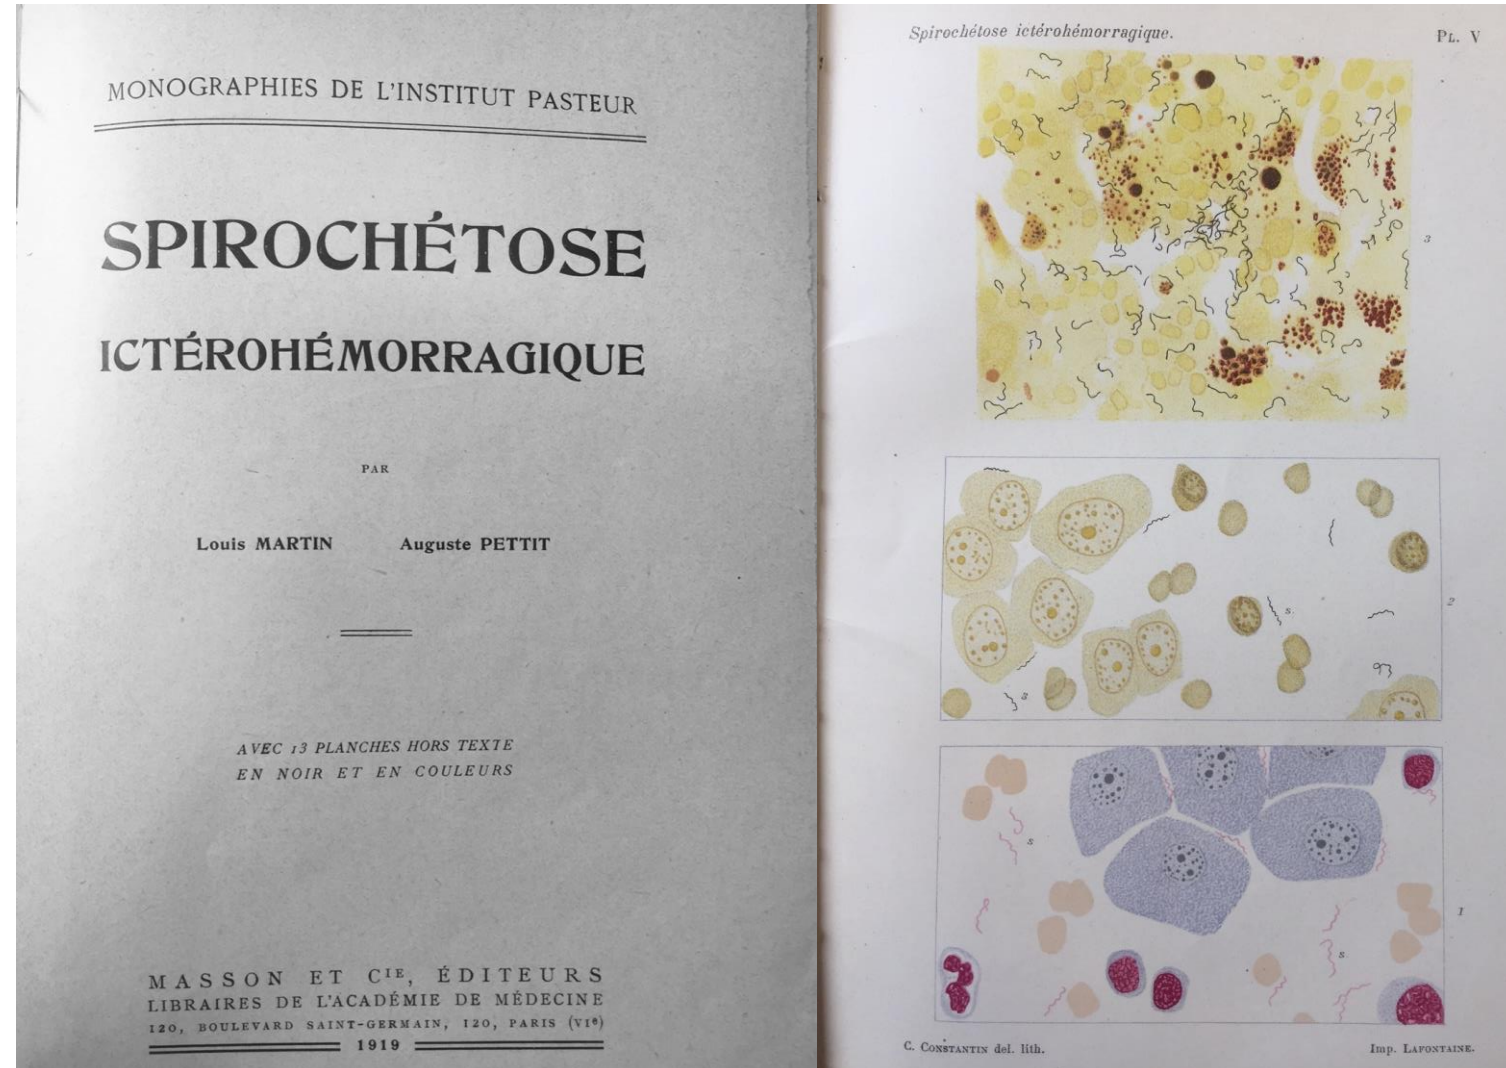 MONOGRAPHIES DE L'INSTITUT PASTEUR
SPIROCHÉTOSE
ICTÉROHÉMORRAGIQUE
PAR
Louis MARTIN Auguste PETTIT
AVEC 13 PLANCHES HORS TEXTE
EN NOIR ET EN COULEURS
MASSON ET CIE, ÉDITEURS
LIBRAIRES DE L'ACADÉMIE DE MÉDECINE
120, BOULEVARD SAINT-GERMAIN, 120, PARIS (VIe)
1919
Spirochétose ictérohémorragique.
PL. V
3
2
s.
s.
1
s
s.
C. CONSTANTIN del. lith.
Imp. LAFONTAINE.